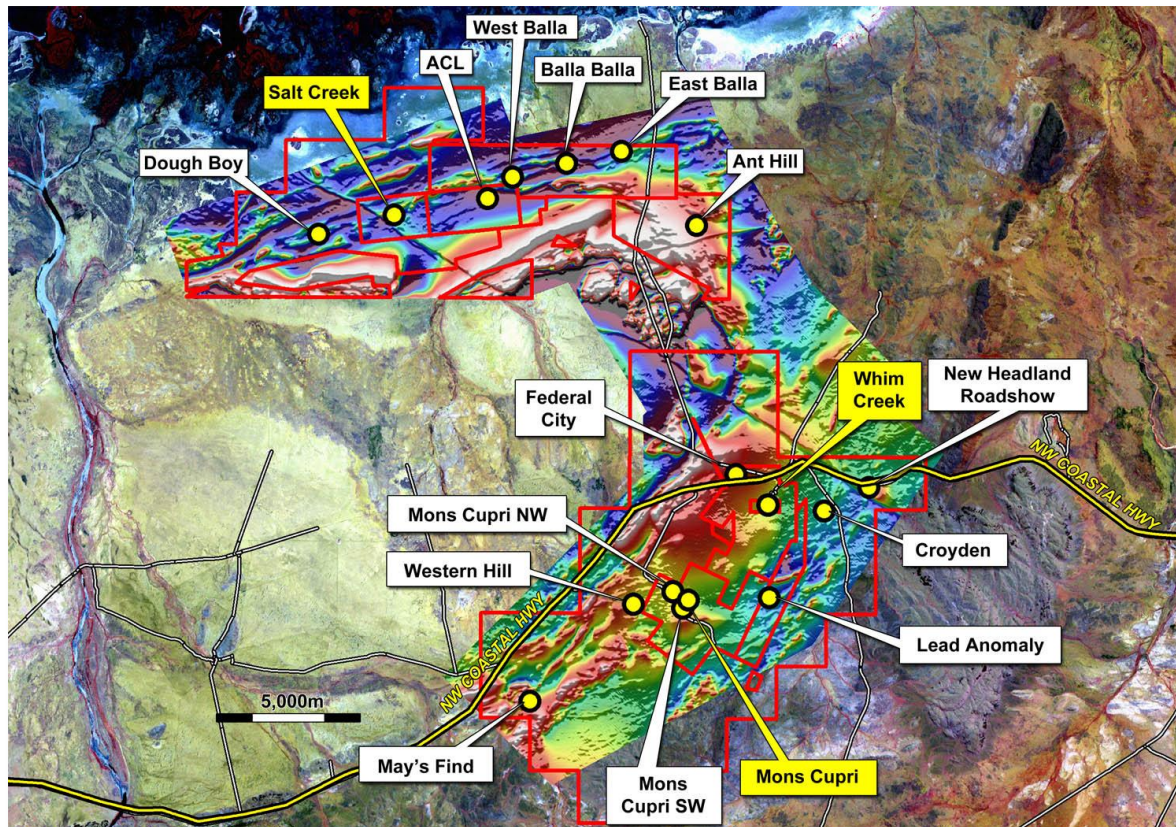 West Balla
ACL
Balla Balla
Salt Creek
East Balla
Dough Boy
Ant Hill
Whim
Creek
New Headland
Roadshow
Federal
City
NW COASTAL HWY
Mons Cupri NW
Croyden
Western Hill
Lead Anomaly
NW COASTAL HWY
5,000m
May's Find
Mons
Cupri SW
Mons Cupri